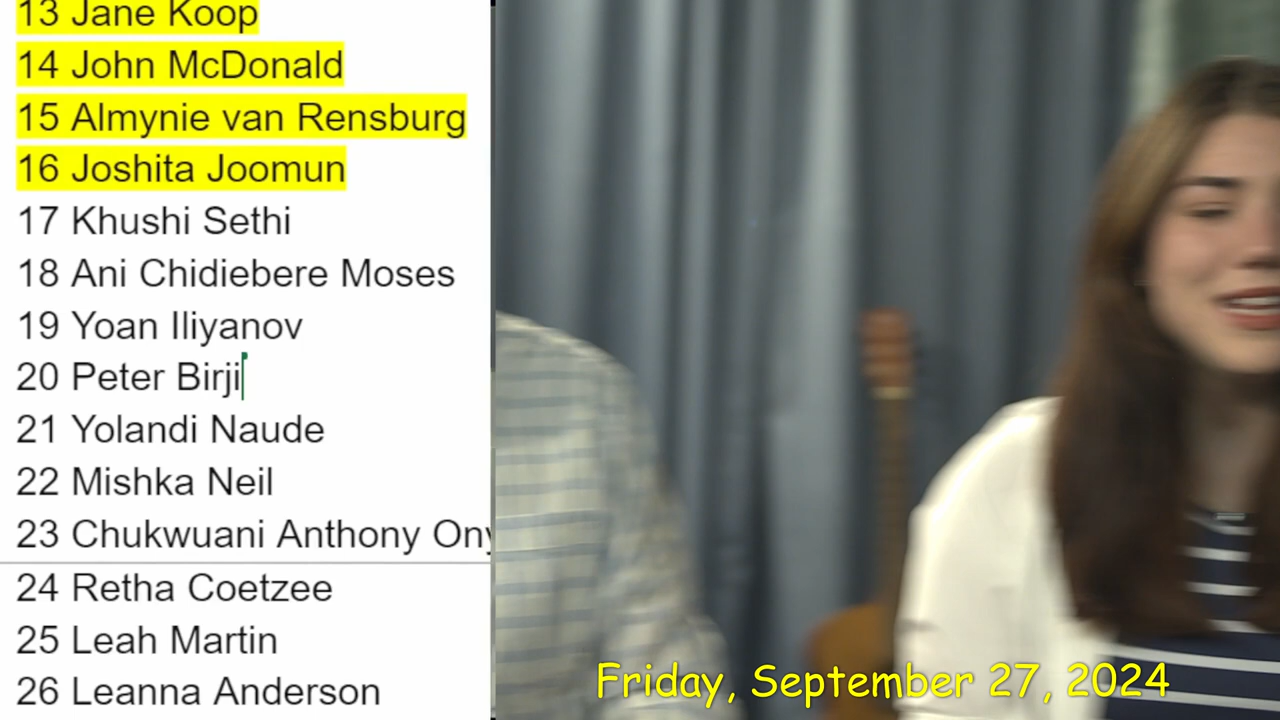 13 Jane Koop
14 John McDonald
15 Almynie van Rensburg
16 Joshita Joomun
17 Khushi Sethi
18 Ani Chidiebere Moses
19 Yoan Iliyanov
20 Peter Birji
21 Yolandi Naude
22 Mishka Neil
23 Chukwuani Anthony Ony
24 Retha Coetzee
25 Leah Martin
26 Leanna Anderson
Friday, September 27, 2024